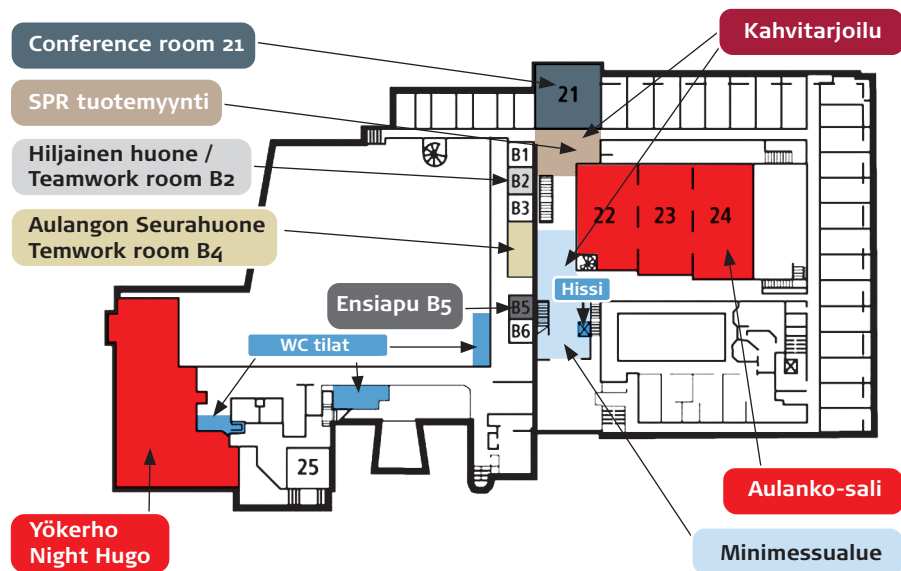 Conference room 21
Kahvitarjoilu
SPR tuotemyynti
21
Hiljainen huone /
Teamwork room B2
B1
B2
B3
22
23
24
Aulangon Seurahuone
Temwork room B4
Hissi
Ensiapu B5
B5
B6
WC tilat
25
Aulanko-sali
Yökerho
Night Hugo
Minimessualue